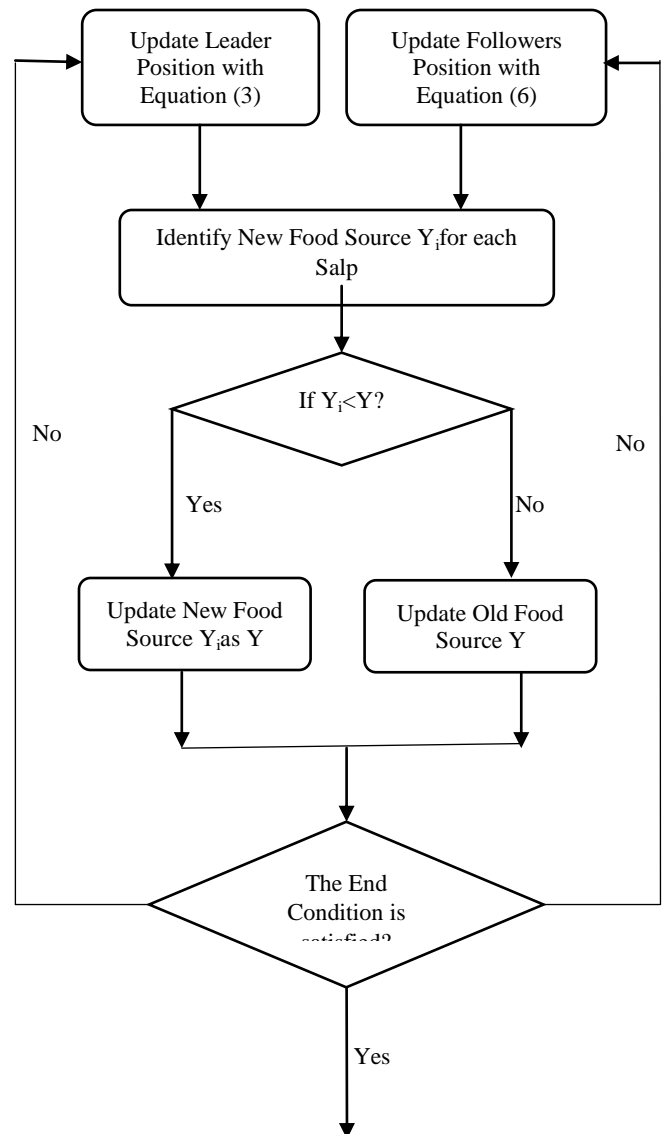 Update Leader
Position with
Equation (3)
Update Followers
Position with
Equation (6)
Identify New Food Source Yifor each
Salp
If Yi<Y?
No
No
Yes
No
Update New Food
Source Yias Y
Update Old Food
Source Y
The End
Condition is
satisfied?
Yes